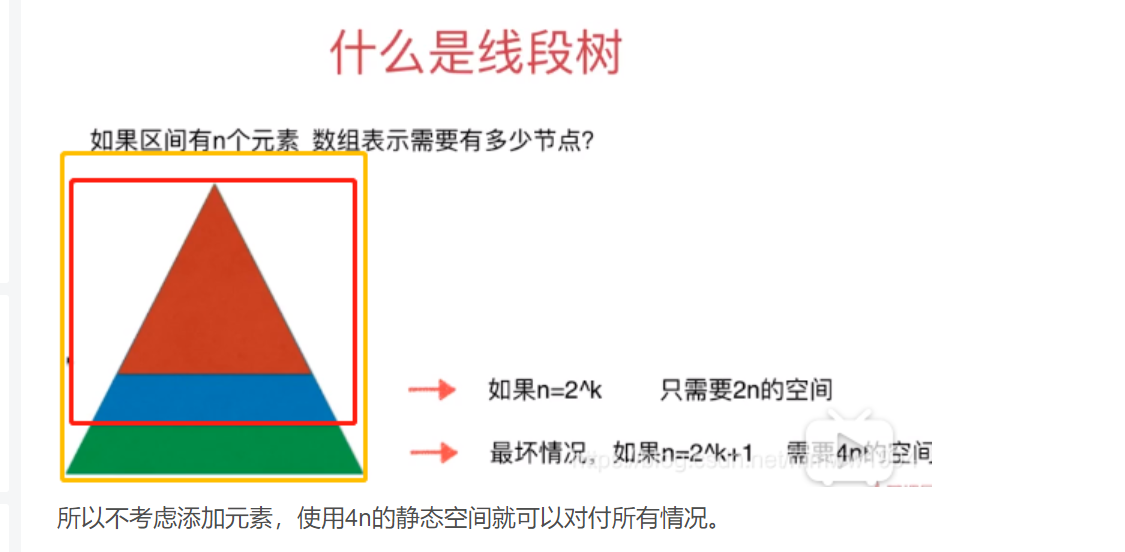 什么是线段树
如果区间有n个元素 数组表示需要有多少节点?
如果n=2^k 只需要2n的空间
最坏情况，如果n=2^k+1 需要4n的空间
所以不考虑添加元素，使用4n的静态空间就可以对付所有情况。